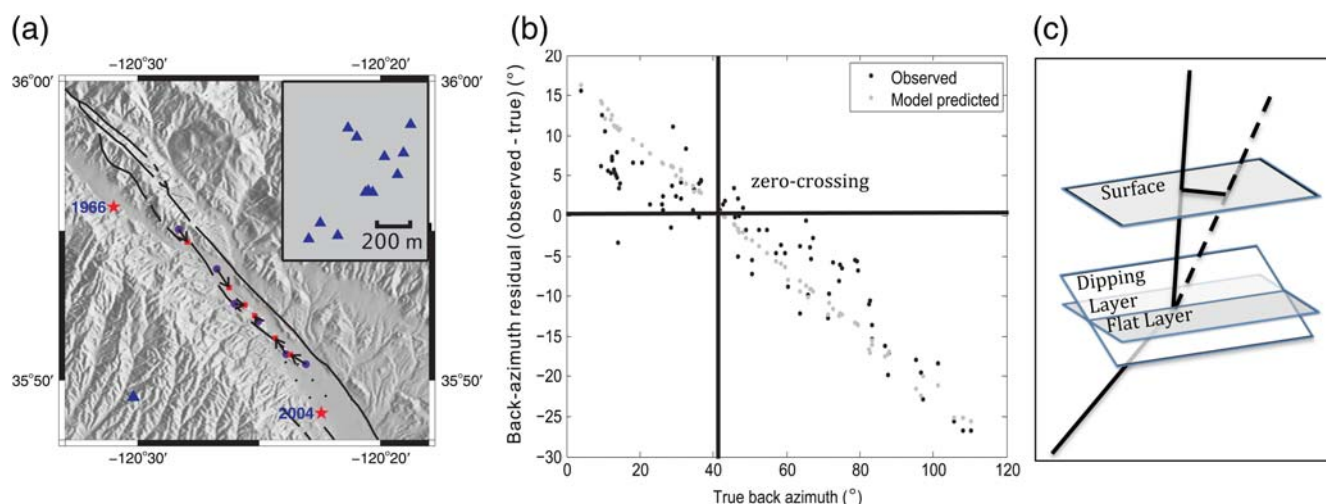 (a)
−120°30'
−120°20'
36°00'
36°00'
1966
200 m
35°50'
35°50'
2004
−120°30'
−120°20'
(b)
Back-azimuth residual (observed - true) (°)
20
15
10
5
0
−5
−10
−15
−20
−25
−30
Observed
Model predicted
zero-crossing
0
20
40
60
80
100
120
True back azimuth (°)
(c)
Surface
Dipping
Layer
Flat Layer